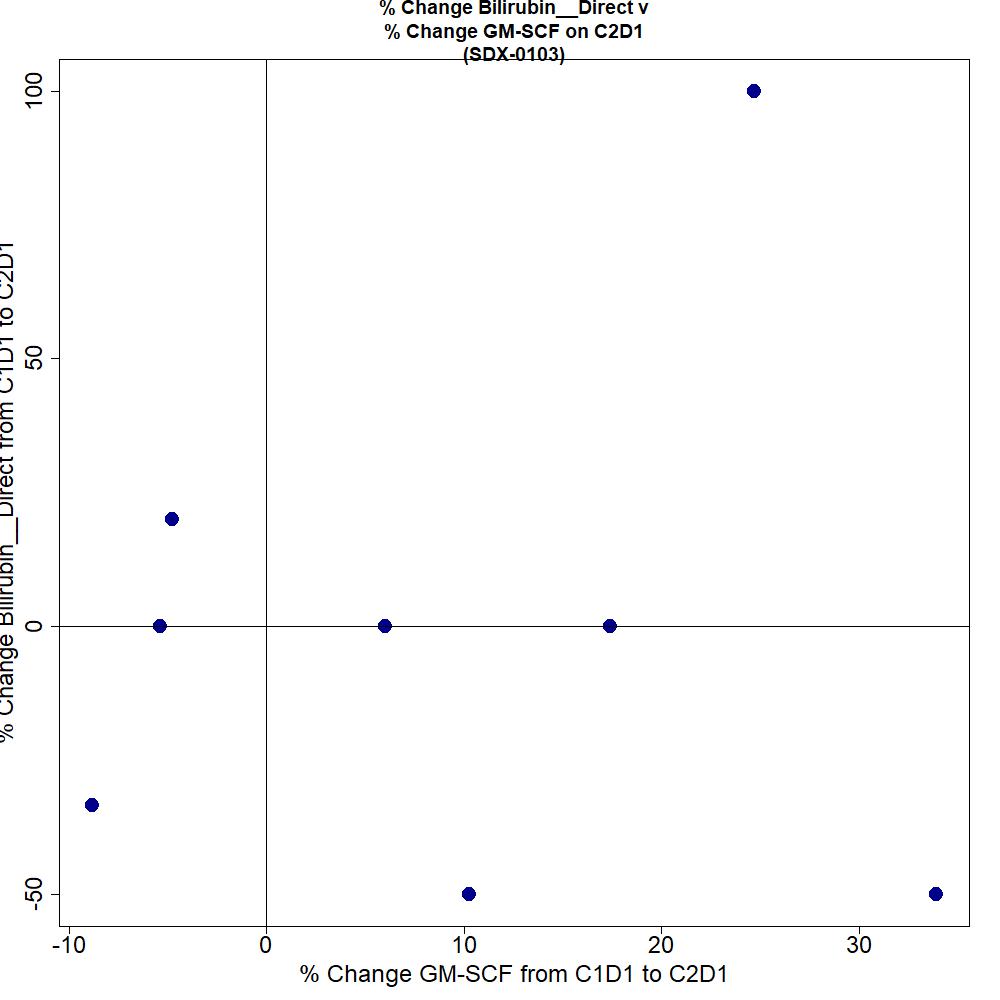 % Change Bilirubin__Direct v
% Change GM-SCF on C2D1
(SDX-0103)
% Change Bilirubin__Direct from C1D1 to C2D1
100
50
0
-50
-10
0
10
20
30
% Change GM-SCF from C1D1 to C2D1